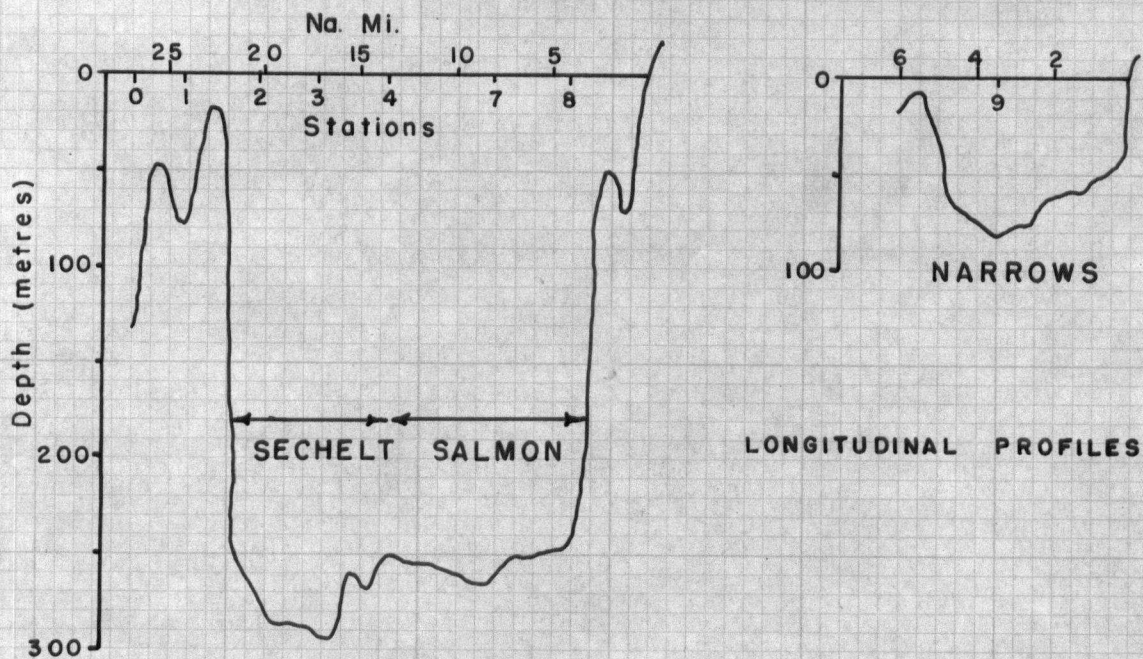 Na. Mi.
25 20 15 10 5
0
0 1 2 3 4 7 8
Stations
Depth (metres)
100
200
300
SECHELT SALMON
6 4 2
0
9
100
NARROWS
LONGITUDINAL PROFILES